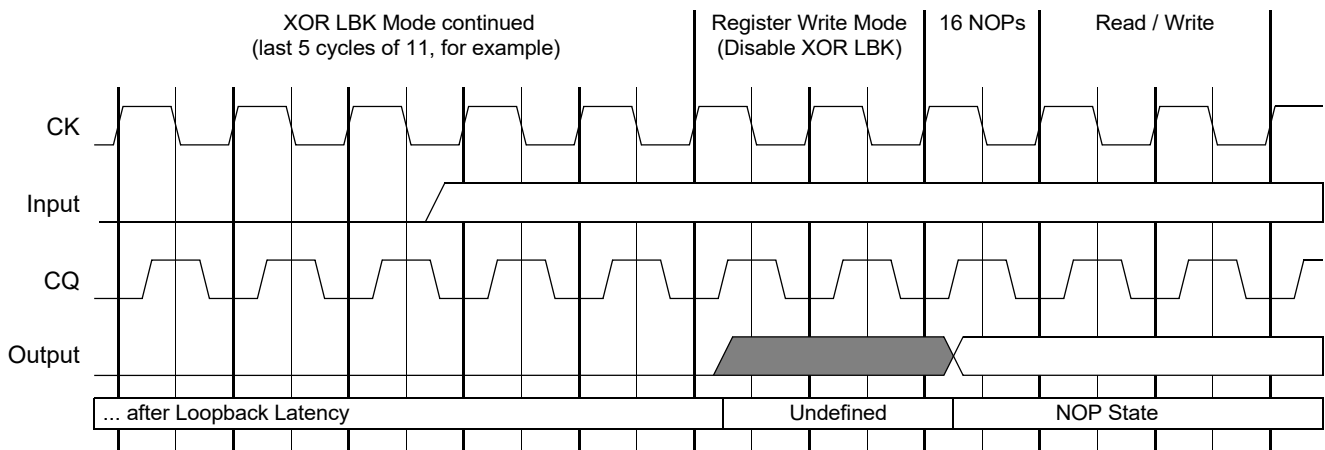 XOR LBK Mode continued
(last 5 cycles of 11, for example)
Register Write Mode
(Disable XOR LBK)
16 NOPs
Read / Write
CK
Input
CQ
Output
... after Loopback Latency
Undefined
NOP State